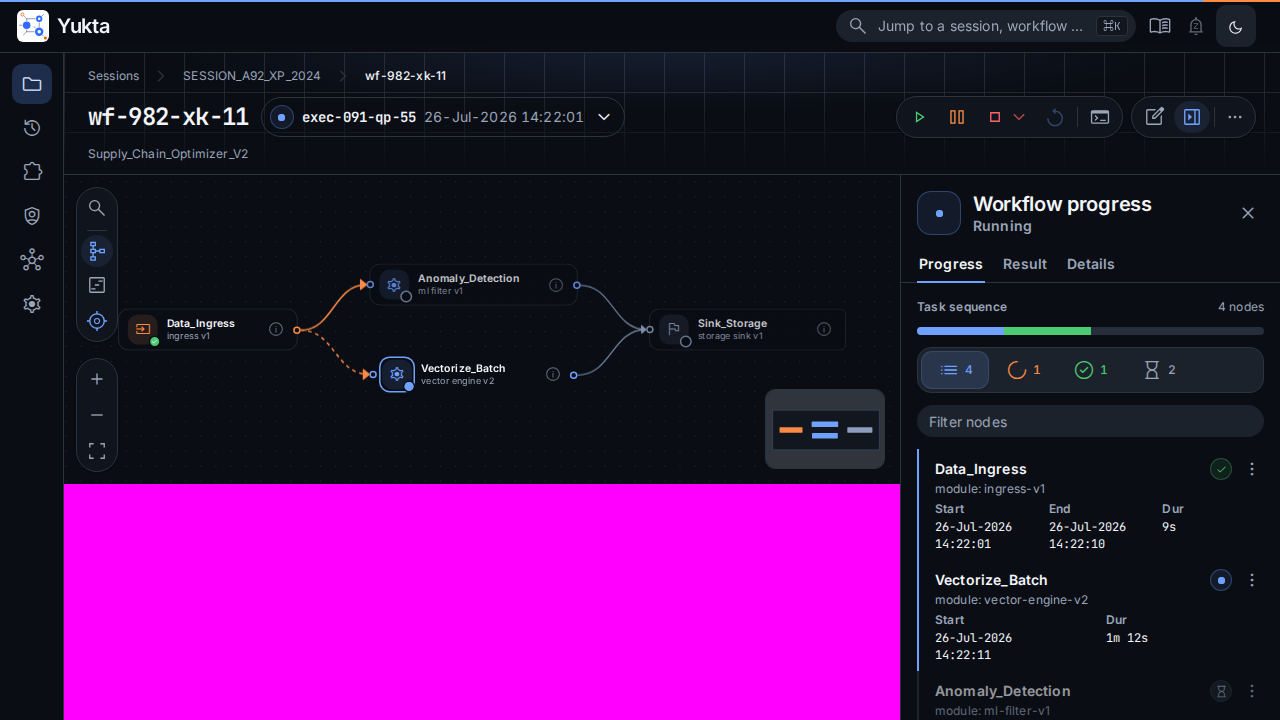 Yukta
Jump to a session, workflow ...
⌘K
Sessions
SESSION_A92_XP_2024
wf-982-xk-11
wf-982-xk-11
exec-091-qp-55 26-Jul-2026 14:22:01
Supply_Chain_Optimizer_V2
Data_Ingress
ingress v1
Anomaly_Detection
ml filter v1
Vectorize_Batch
vector engine v2
Sink_Storage
storage sink v1
Workflow progress
Running
Progress Result Details
Task sequence 4 nodes
4 1 1 2
Filter nodes
Data_Ingress
module: ingress-v1
Start End Dur
26-Jul-2026 26-Jul-2026 9s
14:22:01 14:22:10
Vectorize_Batch
module: vector-engine-v2
Start Dur
26-Jul-2026 1m 12s
14:22:11
Anomaly_Detection
module: ml-filter-v1